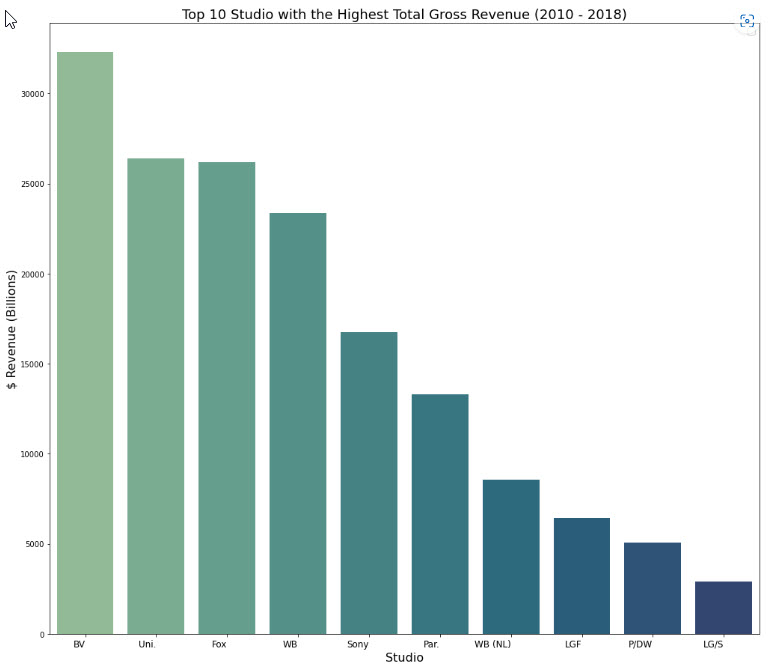 Top 10 Studio with the Highest Total Gross Revenue (2010 - 2018)
$ Revenue (Billions)
30000
25000
20000
15000
10000
5000
0
BV Uni. Fox WB Sony Par. WB (NL) LGF P/DW LG/S
Studio